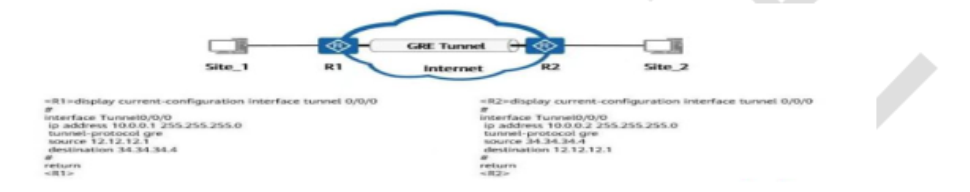 GRE Tunnel
Site_1
R1
Internet
R2
Site_2
<R1>display current-configuration interface tunnel 0/0/0
#
interface Tunnel0/0/0
ip address 10.0.0.1 255.255.255.0
tunnel-protocol gre
source 12.12.12.1
destination 34.34.34.4
#
return
<R1>
<R2>display current-configuration interface tunnel 0/0/0
#
interface Tunnel0/0/0
ip address 10.0.0.2 255.255.255.0
tunnel-protocol gre
source 34.34.34.4
destination 12.12.12.1
#
return
<R2>